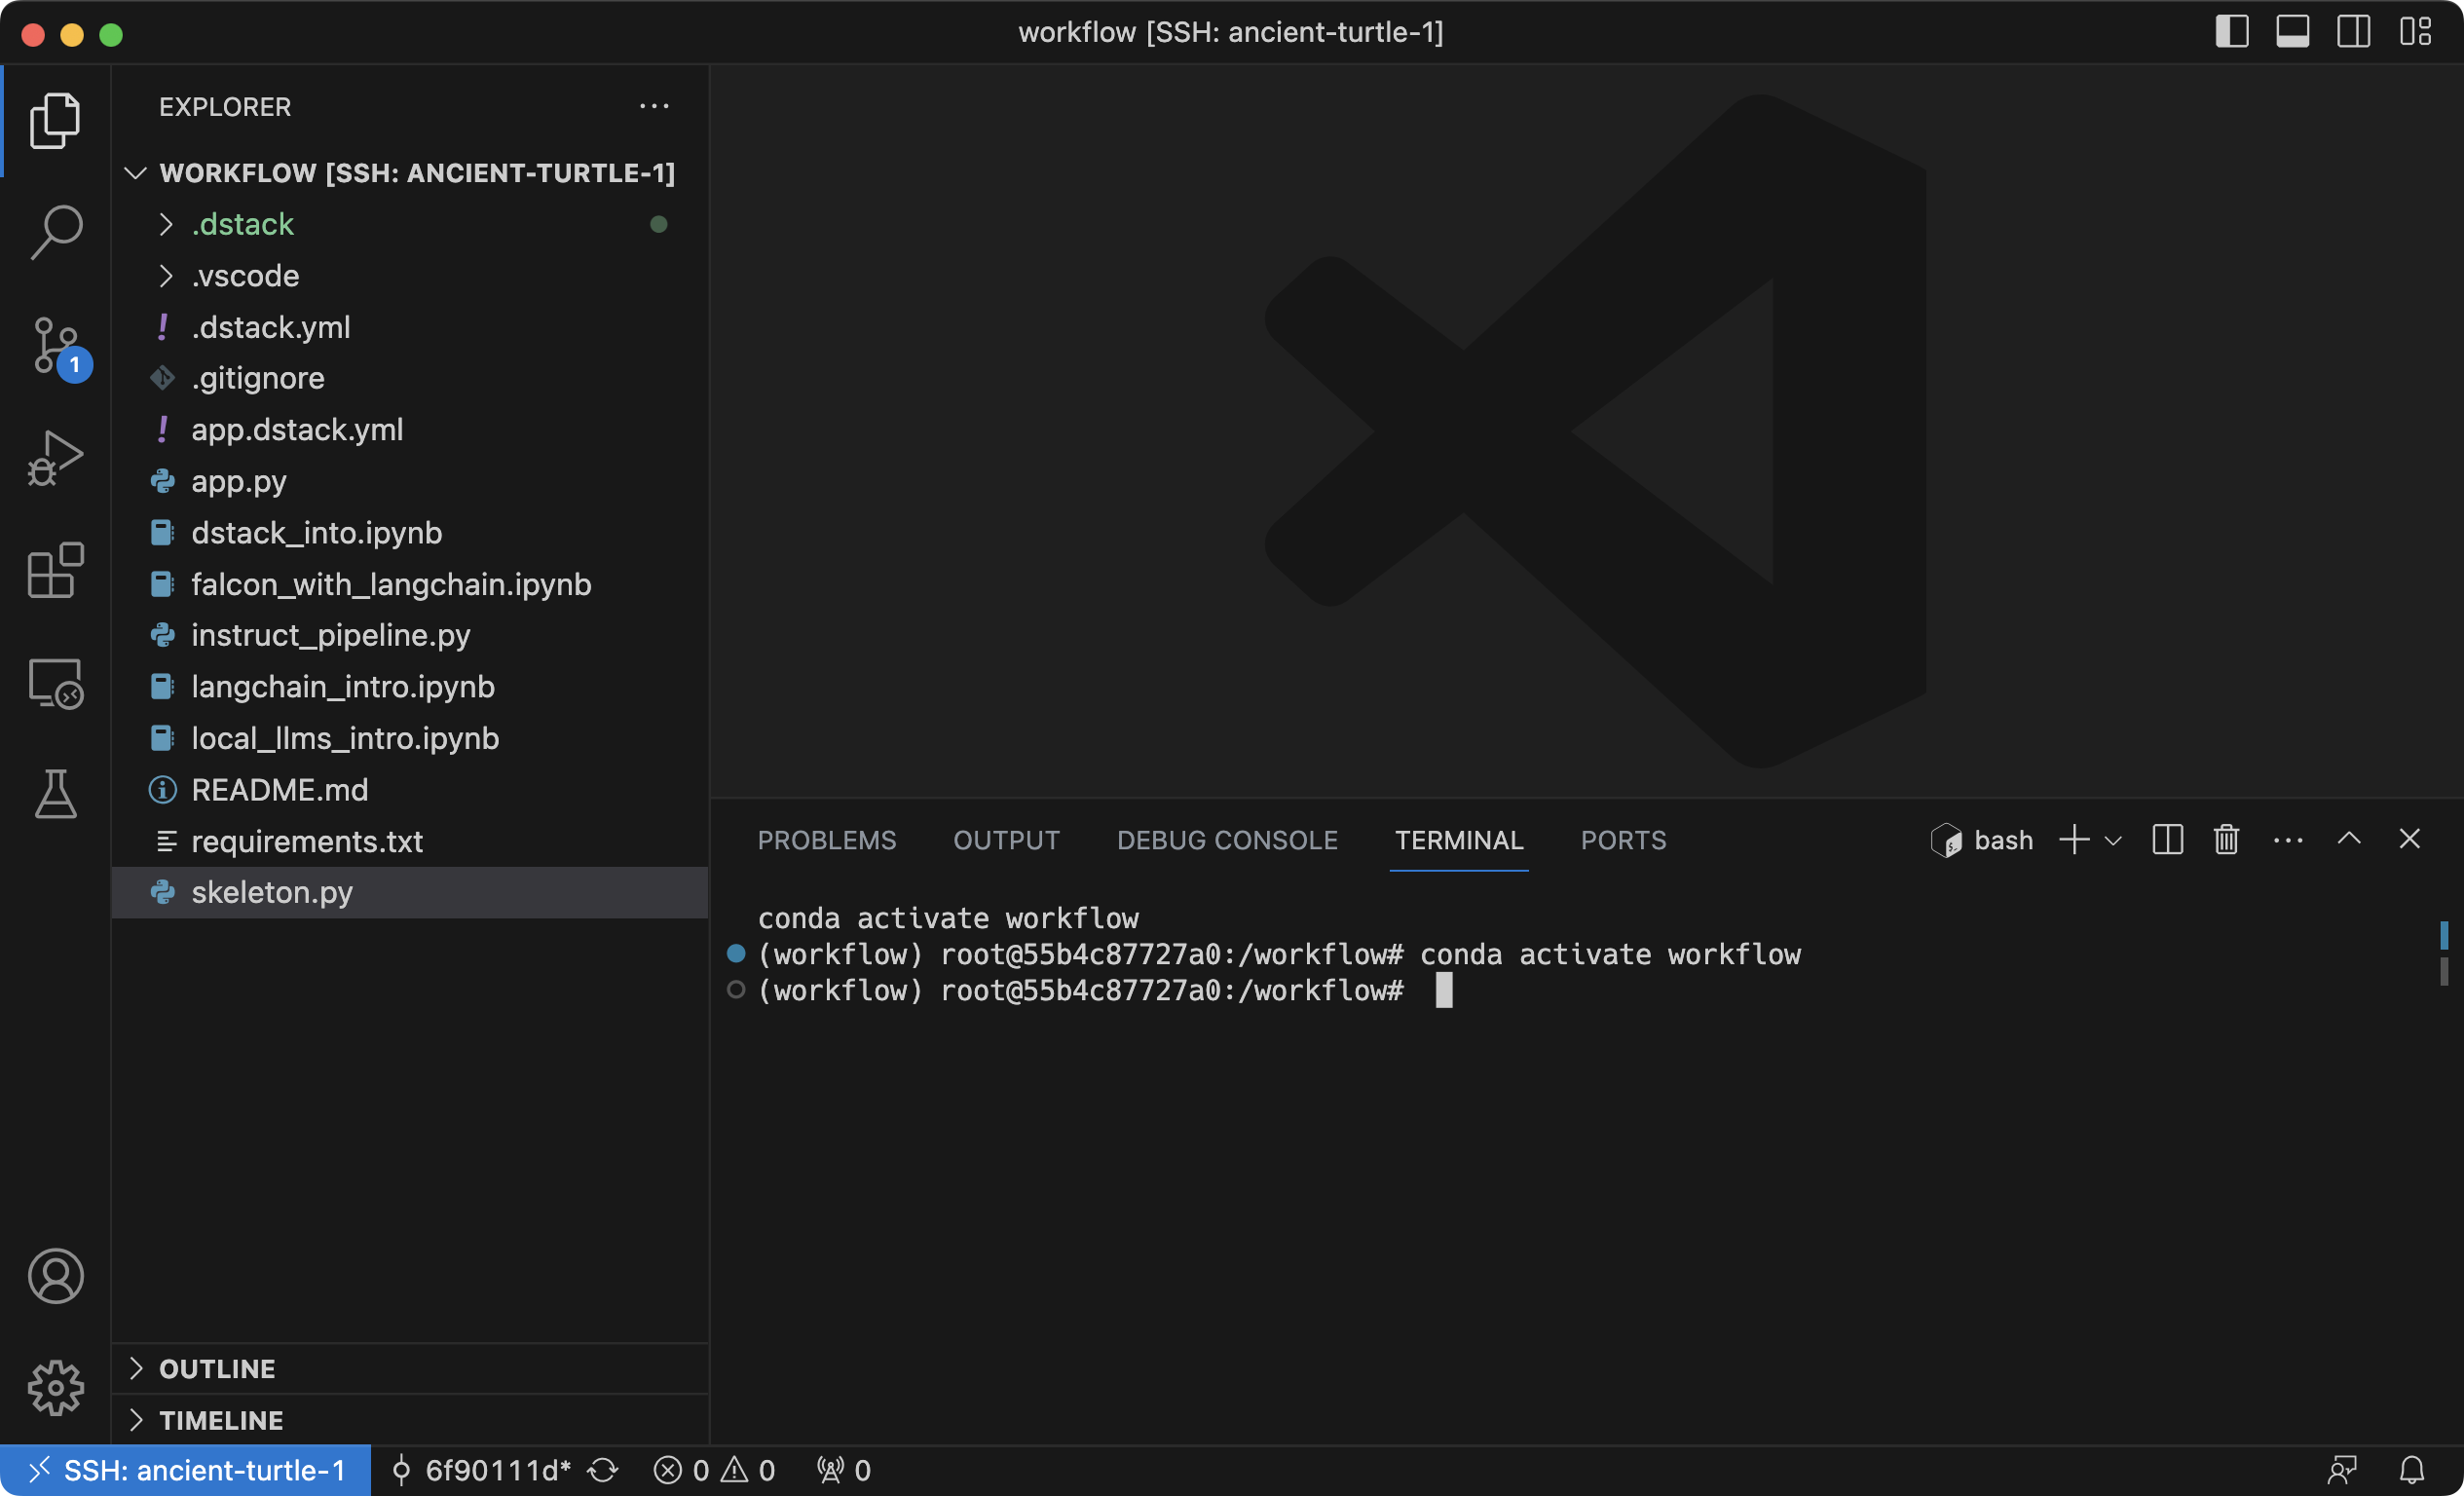 workflow [SSH: ancient-turtle-1]
EXPLORER
WORKFLOW [SSH: ANCIENT-TURTLE-1]
.dstack
.vscode
.dstack.yml
.gitignore
app.dstack.yml
app.py
dstack_into.ipynb
falcon_with_langchain.ipynb
instruct_pipeline.py
langchain_intro.ipynb
local_llms_intro.ipynb
README.md
requirements.txt
skeleton.py
OUTLINE
TIMELINE
1
PROBLEMS OUTPUT DEBUG CONSOLE TERMINAL PORTS bash
conda activate workflow
(workflow) root@55b4c87727a0:/workflow# conda activate workflow
(workflow) root@55b4c87727a0:/workflow#
SSH: ancient-turtle-1 6f90111d* 0 0 0